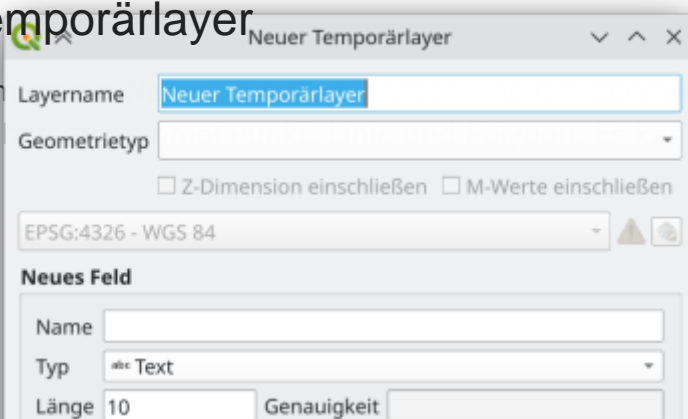 emporärlayer
Neuer Temporärlayer
Layername Neuer Temporärlayer
Geometrietyp
Z-Dimension einschließen M-Werte einschließen
EPSG:4326 - WGS 84
Neues Feld
Name
Typ abc Text
Länge 10 Genauigkeit